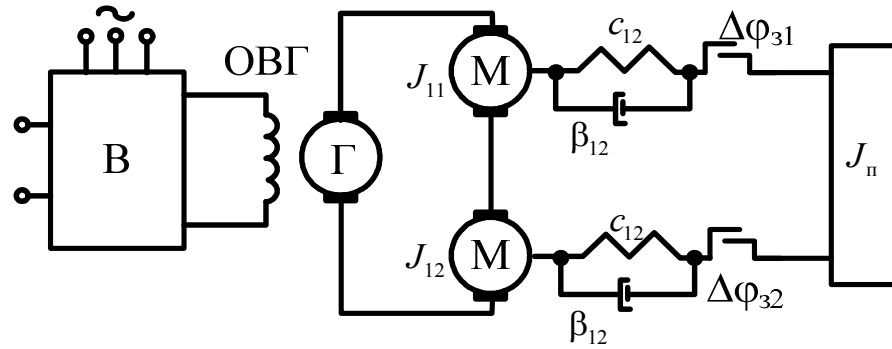 ~
ОВГ
В
Г
J₁₁
М
c₁₂
β₁₂
Δφз1
Jп
J₁₂
М
c₁₂
β₁₂
Δφз2